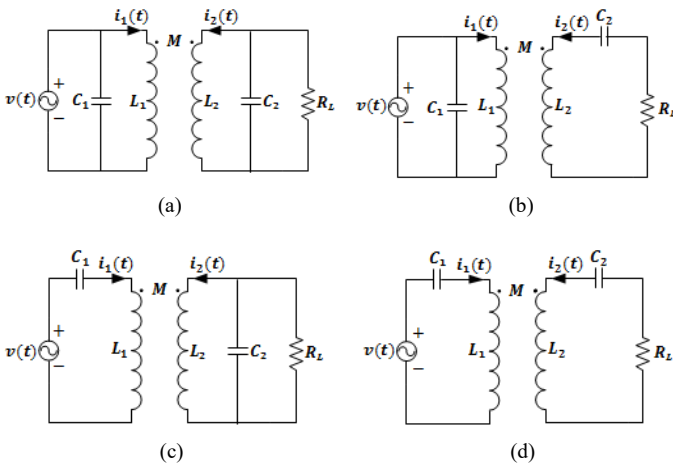 i₁(t) M i₂(t)
v(t) + − C₁ L₁ L₂ C₂ R_L
(a)
i₁(t) M i₂(t) C₂
v(t) + − C₁ L₁ L₂ R_L
(b)
C₁ i₁(t) M i₂(t)
v(t) + − L₁ L₂ C₂ R_L
(c)
C₁ i₁(t) M i₂(t) C₂
v(t) + − L₁ L₂ R_L
(d)